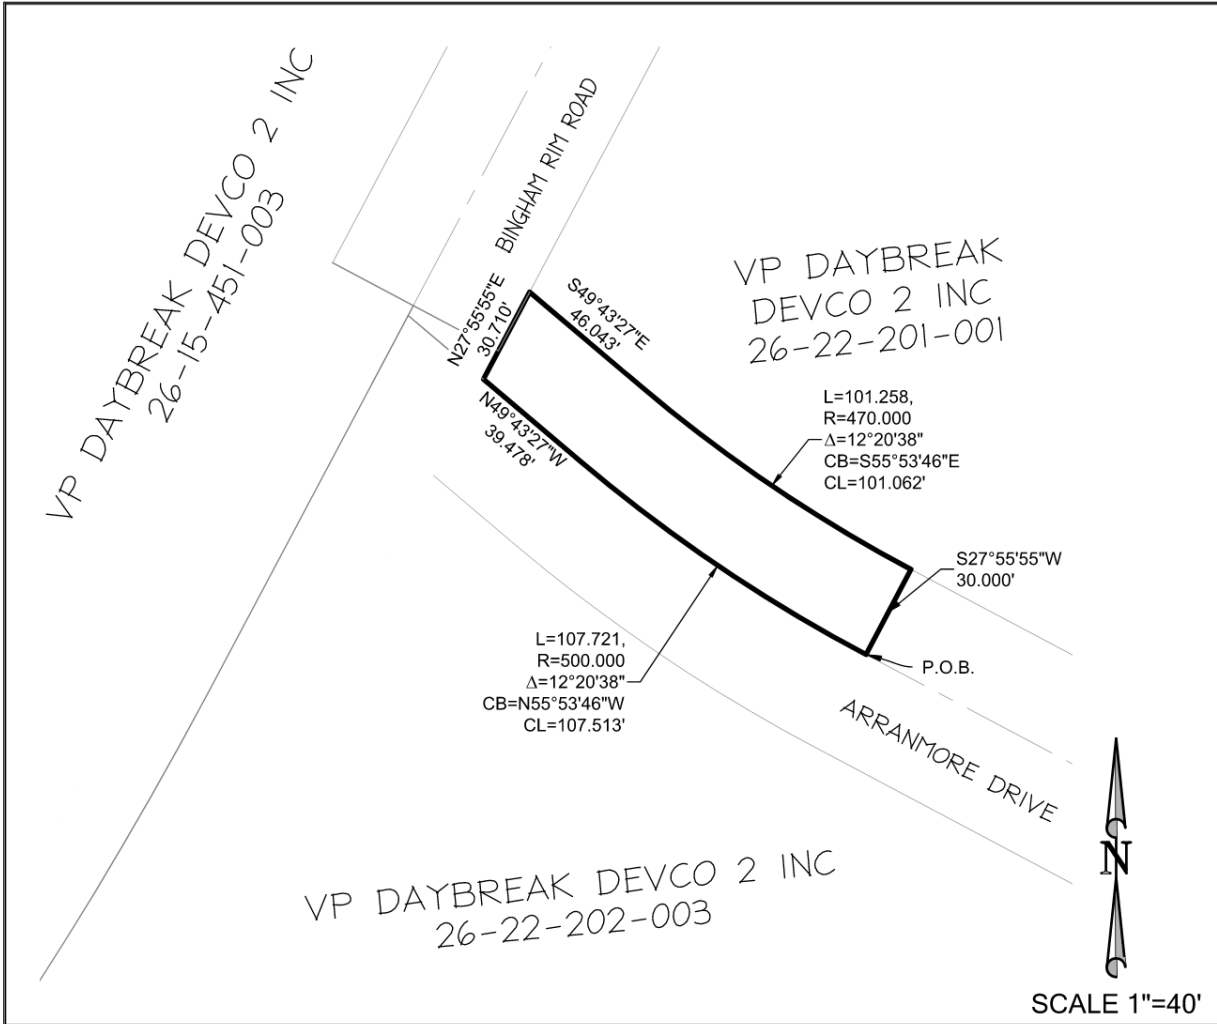 VP DAYBREAK DEVCO 2 INC
26-15-451-003
BINGHAM RIM ROAD
N27°55'55"E
30.710'
S49°43'27"E
46.043'
VP DAYBREAK
DEVCO 2 INC
26-22-201-001
N49°43'27"W
39.478'
L=101.258,
R=470.000
Δ=12°20'38"
CB=S55°53'46"E
CL=101.062'
S27°55'55"W
30.000'
L=107.721,
R=500.000
Δ=12°20'38"
CB=N55°53'46"W
CL=107.513'
P.O.B.
ARRANMORE DRIVE
VP DAYBREAK DEVCO 2 INC
26-22-202-003
N
SCALE 1"=40'